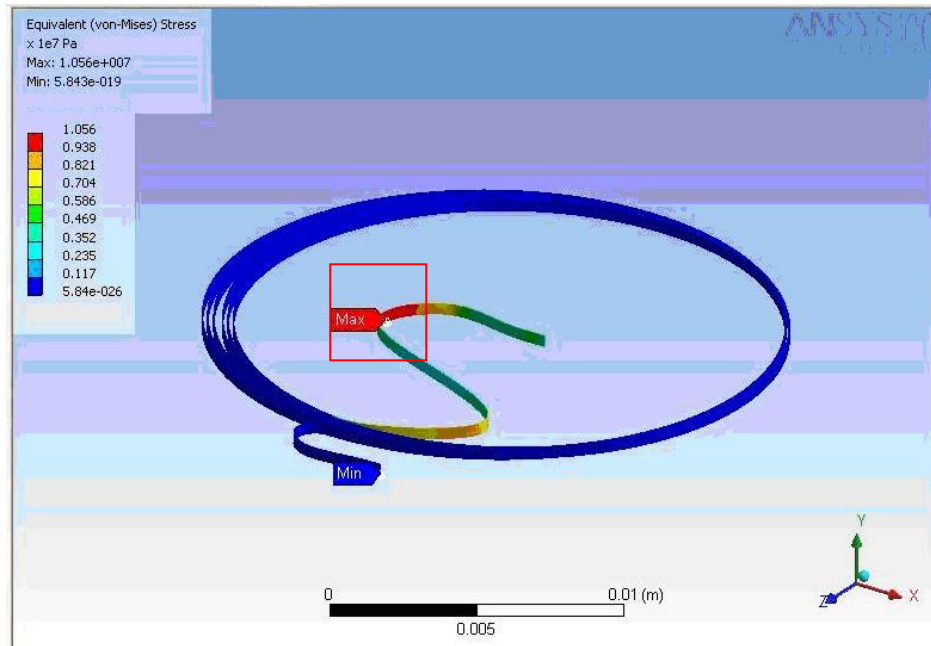 Equivalent (von-Mises) Stress
x 1e7 Pa
Max: 1.056e+007
Min: 5.843e-019
ANSYS
1.056
0.938
0.821
0.704
0.586
0.469
0.352
0.235
0.117
5.84e-026
Max
Min
Y
X
Z
0
0.01 (m)
0.005